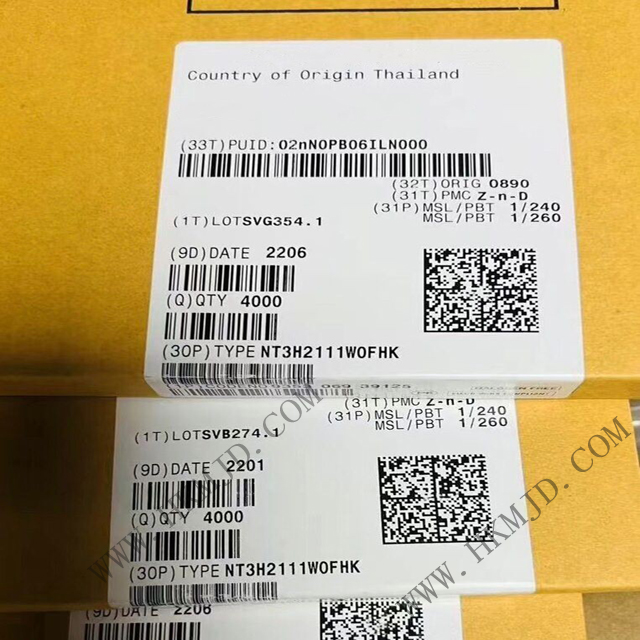 Country of Origin Thailand
(33T)PUID:02nN0PB06ILN000
(32T)ORIG 0890
(31T)PMC Z-n-D
(31P)MSL/PBT 1/240
MSL/PBT 1/260
(1T)LOTSVG354.1
(9D)DATE 2206
(Q)QTY 4000
(30P)TYPE NT3H2111W0FHK
(31T)PMC Z-n-D
(31P)MSL/PBT 1/240
MSL/PBT 1/260
(1T)LOTSVB274.1
(9D)DATE 2201
(Q)QTY 4000
(30P)TYPE NT3H2111W0FHK
(9D)DATE 2206
WWW.HKMJD.COM
WWW.HKMJD.COM